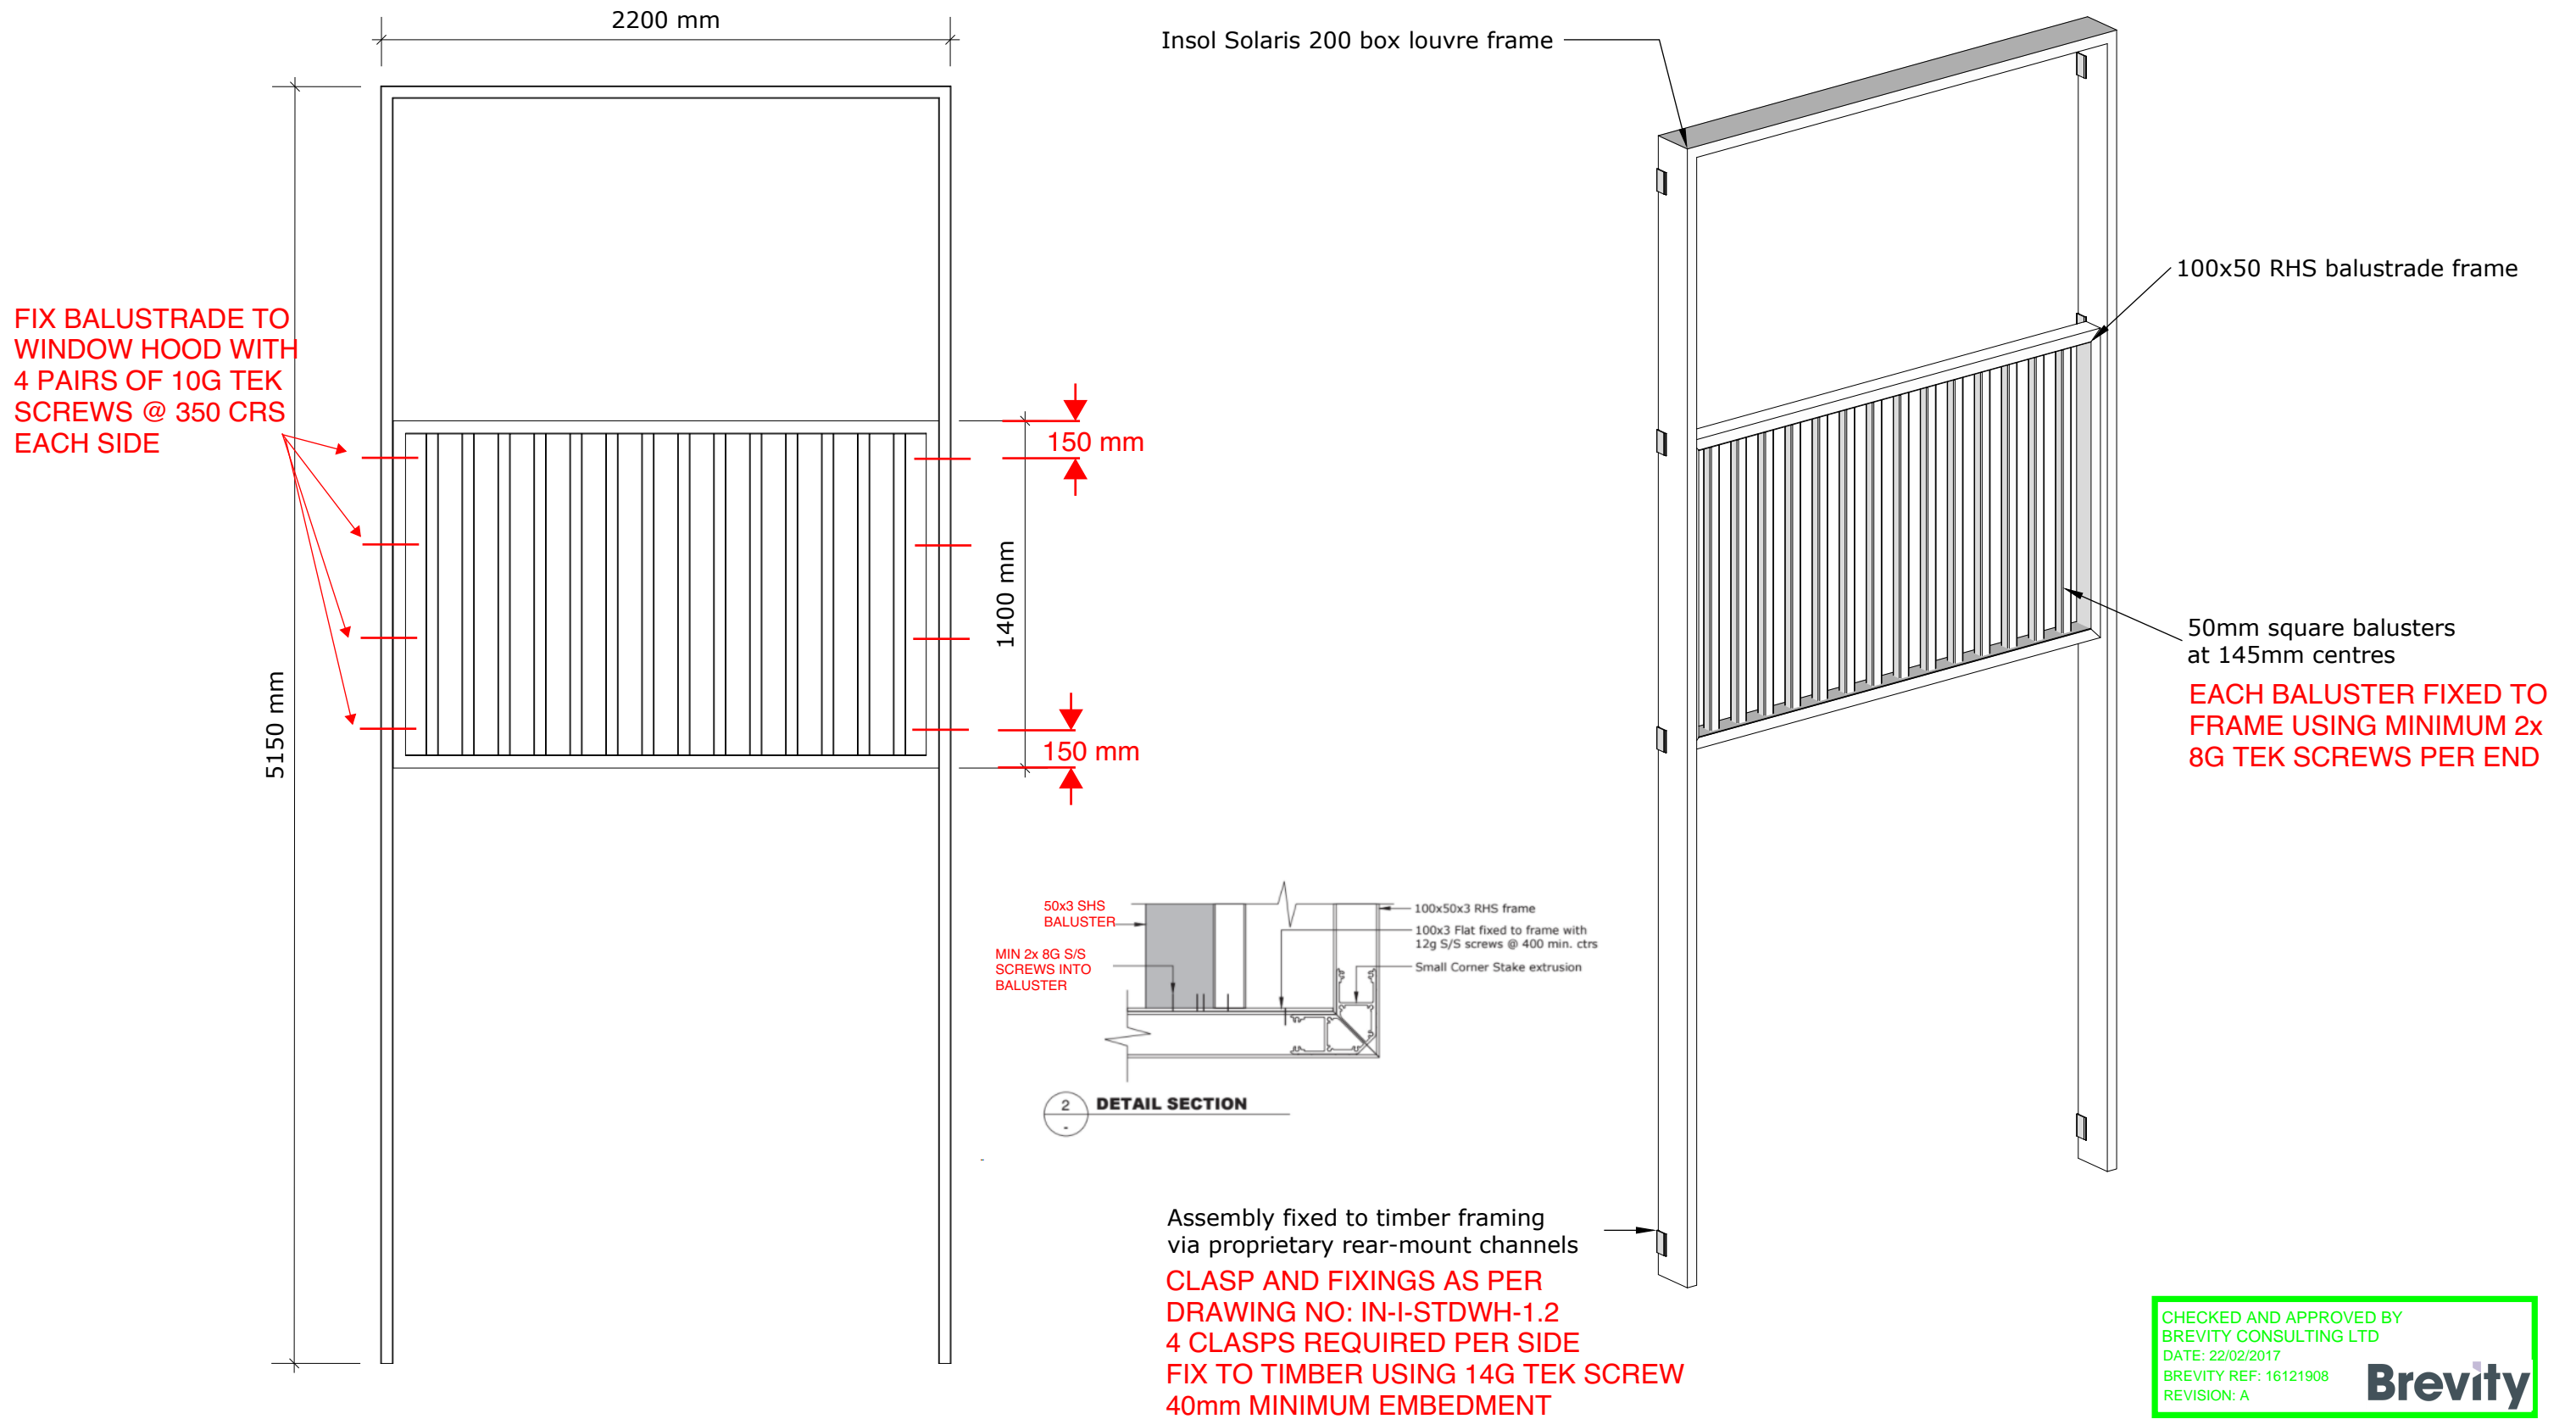 2200 mm
Insol Solaris 200 box louvre frame
100x50 RHS balustrade frame
FIX BALUSTRADE TO
WINDOW HOOD WITH
4 PAIRS OF 10G TEK
SCREWS @ 350 CRS
EACH SIDE
150 mm
1400 mm
5150 mm
150 mm
50mm square balusters
at 145mm centres
EACH BALUSTER FIXED TO
FRAME USING MINIMUM 2x
8G TEK SCREWS PER END
50x3 SHS
BALUSTER
MIN 2x 8G S/S
SCREWS INTO
BALUSTER
100x50x3 RHS frame
100x3 Flat fixed to frame with
12g S/S screws @ 400 min. ctrs
Small Corner Stake extrusion
2
-
DETAIL SECTION
Assembly fixed to timber framing
via proprietary rear-mount channels
CLASP AND FIXINGS AS PER
DRAWING NO: IN-I-STDWH-1.2
4 CLASPS REQUIRED PER SIDE
FIX TO TIMBER USING 14G TEK SCREW
40mm MINIMUM EMBEDMENT
CHECKED AND APPROVED BY
BREVITY CONSULTING LTD
DATE: 22/02/2017
BREVITY REF: 16121908
REVISION: A
Brevity